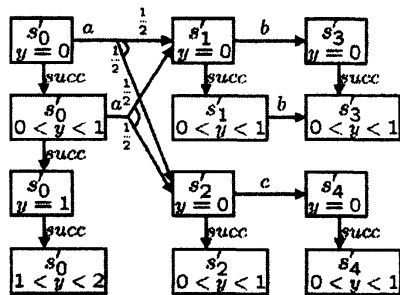 a
1/2
b
s′0
y = 0
s′1
y = 0
s′3
y = 0
1/2
succ
succ
succ
s′0
0 < y < 1
a
1/2
1/2
s′1
0 < y < 1
b
s′3
0 < y < 1
succ
s′0
y = 1
s′2
y = 0
c
s′4
y = 0
succ
succ
succ
s′0
1 < y < 2
s′2
0 < y < 1
s′4
0 < y < 1